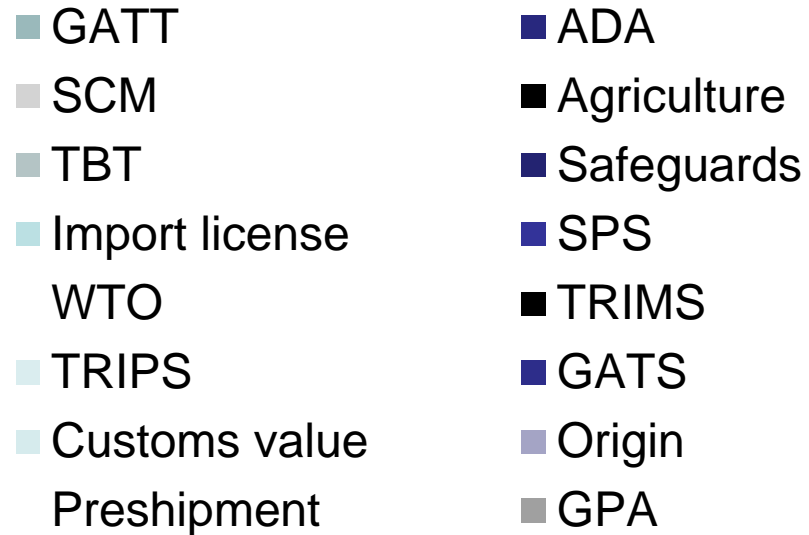 GATT
SCM
TBT
Import license
WTO
TRIPS
Customs value
Preshipment
ADA
Agriculture
Safeguards
SPS
TRIMS
GATS
Origin
GPA